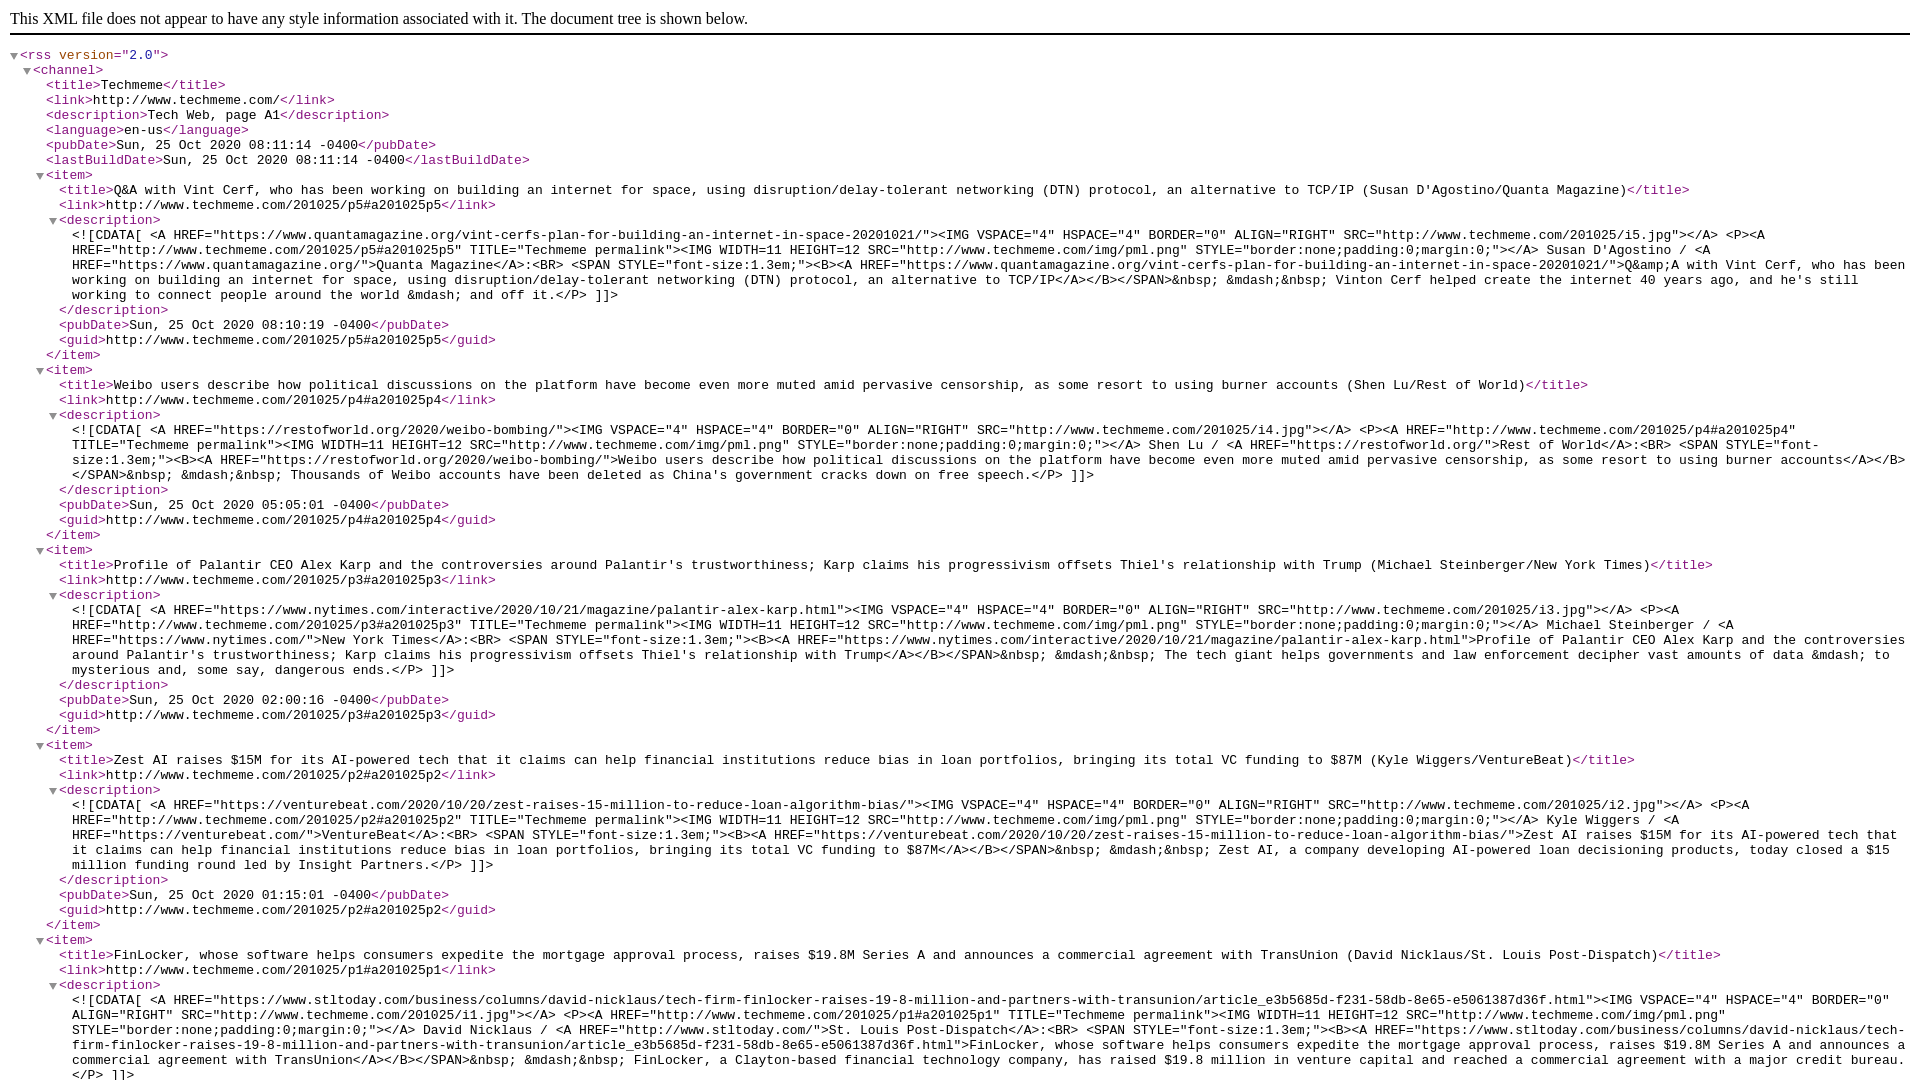 This XML file does not appear to have any style information associated with it. The document tree is shown below.
<rss version="2.0">
<channel>
<title>Techmeme</title>
<link>http://www.techmeme.com/</link>
<description>Tech Web, page A1</description>
<language>en-us</language>
<pubDate>Sun, 25 Oct 2020 08:11:14 -0400</pubDate>
<lastBuildDate>Sun, 25 Oct 2020 08:11:14 -0400</lastBuildDate>
<item>
<title>Q&A with Vint Cerf, who has been working on building an internet for space, using disruption/delay-tolerant networking (DTN) protocol, an alternative to TCP/IP (Susan D'Agostino/Quanta Magazine)</title>
<link>http://www.techmeme.com/201025/p5#a201025p5</link>
<description>
<![CDATA[ <A HREF="https://www.quantamagazine.org/vint-cerfs-plan-for-building-an-internet-in-space-20201021/"><IMG VSPACE="4" HSPACE="4" BORDER="0" ALIGN="RIGHT" SRC="http://www.techmeme.com/201025/i5.jpg"></A> <P><A
HREF="http://www.techmeme.com/201025/p5#a201025p5" TITLE="Techmeme permalink"><IMG WIDTH=11 HEIGHT=12 SRC="http://www.techmeme.com/img/pml.png" STYLE="border:none;padding:0;margin:0;"></A> Susan D'Agostino / <A
HREF="https://www.quantamagazine.org/">Quanta Magazine</A>:<BR> <SPAN STYLE="font-size:1.3em;"><B><A HREF="https://www.quantamagazine.org/vint-cerfs-plan-for-building-an-internet-in-space-20201021/">Q&amp;A with Vint Cerf, who has been
working on building an internet for space, using disruption/delay-tolerant networking (DTN) protocol, an alternative to TCP/IP</A></B></SPAN>&nbsp; &mdash;&nbsp; Vinton Cerf helped create the internet 40 years ago, and he's still
working to connect people around the world &mdash; and off it.</P> ]]>
</description>
<pubDate>Sun, 25 Oct 2020 08:10:19 -0400</pubDate>
<guid>http://www.techmeme.com/201025/p5#a201025p5</guid>
</item>
<item>
<title>Weibo users describe how political discussions on the platform have become even more muted amid pervasive censorship, as some resort to using burner accounts (Shen Lu/Rest of World)</title>
<link>http://www.techmeme.com/201025/p4#a201025p4</link>
<description>
<![CDATA[ <A HREF="https://restofworld.org/2020/weibo-bombing/"><IMG VSPACE="4" HSPACE="4" BORDER="0" ALIGN="RIGHT" SRC="http://www.techmeme.com/201025/i4.jpg"></A> <P><A HREF="http://www.techmeme.com/201025/p4#a201025p4"
TITLE="Techmeme permalink"><IMG WIDTH=11 HEIGHT=12 SRC="http://www.techmeme.com/img/pml.png" STYLE="border:none;padding:0;margin:0;"></A> Shen Lu / <A HREF="https://restofworld.org/">Rest of World</A>:<BR> <SPAN STYLE="font-
size:1.3em;"><B><A HREF="https://restofworld.org/2020/weibo-bombing/">Weibo users describe how political discussions on the platform have become even more muted amid pervasive censorship, as some resort to using burner accounts</A></B>
</SPAN>&nbsp; &mdash;&nbsp; Thousands of Weibo accounts have been deleted as China's government cracks down on free speech.</P> ]]>
</description>
<pubDate>Sun, 25 Oct 2020 05:05:01 -0400</pubDate>
<guid>http://www.techmeme.com/201025/p4#a201025p4</guid>
</item>
<item>
<title>Profile of Palantir CEO Alex Karp and the controversies around Palantir's trustworthiness; Karp claims his progressivism offsets Thiel's relationship with Trump (Michael Steinberger/New York Times)</title>
<link>http://www.techmeme.com/201025/p3#a201025p3</link>
<description>
<![CDATA[ <A HREF="https://www.nytimes.com/interactive/2020/10/21/magazine/palantir-alex-karp.html"><IMG VSPACE="4" HSPACE="4" BORDER="0" ALIGN="RIGHT" SRC="http://www.techmeme.com/201025/i3.jpg"></A> <P><A
HREF="http://www.techmeme.com/201025/p3#a201025p3" TITLE="Techmeme permalink"><IMG WIDTH=11 HEIGHT=12 SRC="http://www.techmeme.com/img/pml.png" STYLE="border:none;padding:0;margin:0;"></A> Michael Steinberger / <A
HREF="https://www.nytimes.com/">New York Times</A>:<BR> <SPAN STYLE="font-size:1.3em;"><B><A HREF="https://www.nytimes.com/interactive/2020/10/21/magazine/palantir-alex-karp.html">Profile of Palantir CEO Alex Karp and the controversies
around Palantir's trustworthiness; Karp claims his progressivism offsets Thiel's relationship with Trump</A></B></SPAN>&nbsp; &mdash;&nbsp; The tech giant helps governments and law enforcement decipher vast amounts of data &mdash; to
mysterious and, some say, dangerous ends.</P> ]]>
</description>
<pubDate>Sun, 25 Oct 2020 02:00:16 -0400</pubDate>
<guid>http://www.techmeme.com/201025/p3#a201025p3</guid>
</item>
<item>
<title>Zest AI raises $15M for its AI-powered tech that it claims can help financial institutions reduce bias in loan portfolios, bringing its total VC funding to $87M (Kyle Wiggers/VentureBeat)</title>
<link>http://www.techmeme.com/201025/p2#a201025p2</link>
<description>
<![CDATA[ <A HREF="https://venturebeat.com/2020/10/20/zest-raises-15-million-to-reduce-loan-algorithm-bias/"><IMG VSPACE="4" HSPACE="4" BORDER="0" ALIGN="RIGHT" SRC="http://www.techmeme.com/201025/i2.jpg"></A> <P><A
HREF="http://www.techmeme.com/201025/p2#a201025p2" TITLE="Techmeme permalink"><IMG WIDTH=11 HEIGHT=12 SRC="http://www.techmeme.com/img/pml.png" STYLE="border:none;padding:0;margin:0;"></A> Kyle Wiggers / <A
HREF="https://venturebeat.com/">VentureBeat</A>:<BR> <SPAN STYLE="font-size:1.3em;"><B><A HREF="https://venturebeat.com/2020/10/20/zest-raises-15-million-to-reduce-loan-algorithm-bias/">Zest AI raises $15M for its AI-powered tech that
it claims can help financial institutions reduce bias in loan portfolios, bringing its total VC funding to $87M</A></B></SPAN>&nbsp; &mdash;&nbsp; Zest AI, a company developing AI-powered loan decisioning products, today closed a $15
million funding round led by Insight Partners.</P> ]]>
</description>
<pubDate>Sun, 25 Oct 2020 01:15:01 -0400</pubDate>
<guid>http://www.techmeme.com/201025/p2#a201025p2</guid>
</item>
<item>
<title>FinLocker, whose software helps consumers expedite the mortgage approval process, raises $19.8M Series A and announces a commercial agreement with TransUnion (David Nicklaus/St. Louis Post-Dispatch)</title>
<link>http://www.techmeme.com/201025/p1#a201025p1</link>
<description>
<![CDATA[ <A HREF="https://www.stltoday.com/business/columns/david-nicklaus/tech-firm-finlocker-raises-19-8-million-and-partners-with-transunion/article_e3b5685d-f231-58db-8e65-e5061387d36f.html"><IMG VSPACE="4" HSPACE="4" BORDER="0"
ALIGN="RIGHT" SRC="http://www.techmeme.com/201025/i1.jpg"></A> <P><A HREF="http://www.techmeme.com/201025/p1#a201025p1" TITLE="Techmeme permalink"><IMG WIDTH=11 HEIGHT=12 SRC="http://www.techmeme.com/img/pml.png"
STYLE="border:none;padding:0;margin:0;"></A> David Nicklaus / <A HREF="http://www.stltoday.com/">St. Louis Post-Dispatch</A>:<BR> <SPAN STYLE="font-size:1.3em;"><B><A HREF="https://www.stltoday.com/business/columns/david-nicklaus/tech-
firm-finlocker-raises-19-8-million-and-partners-with-transunion/article_e3b5685d-f231-58db-8e65-e5061387d36f.html">FinLocker, whose software helps consumers expedite the mortgage approval process, raises $19.8M Series A and announces a
commercial agreement with TransUnion</A></B></SPAN>&nbsp; &mdash;&nbsp; FinLocker, a Clayton-based financial technology company, has raised $19.8 million in venture capital and reached a commercial agreement with a major credit bureau.
</P> ]]>